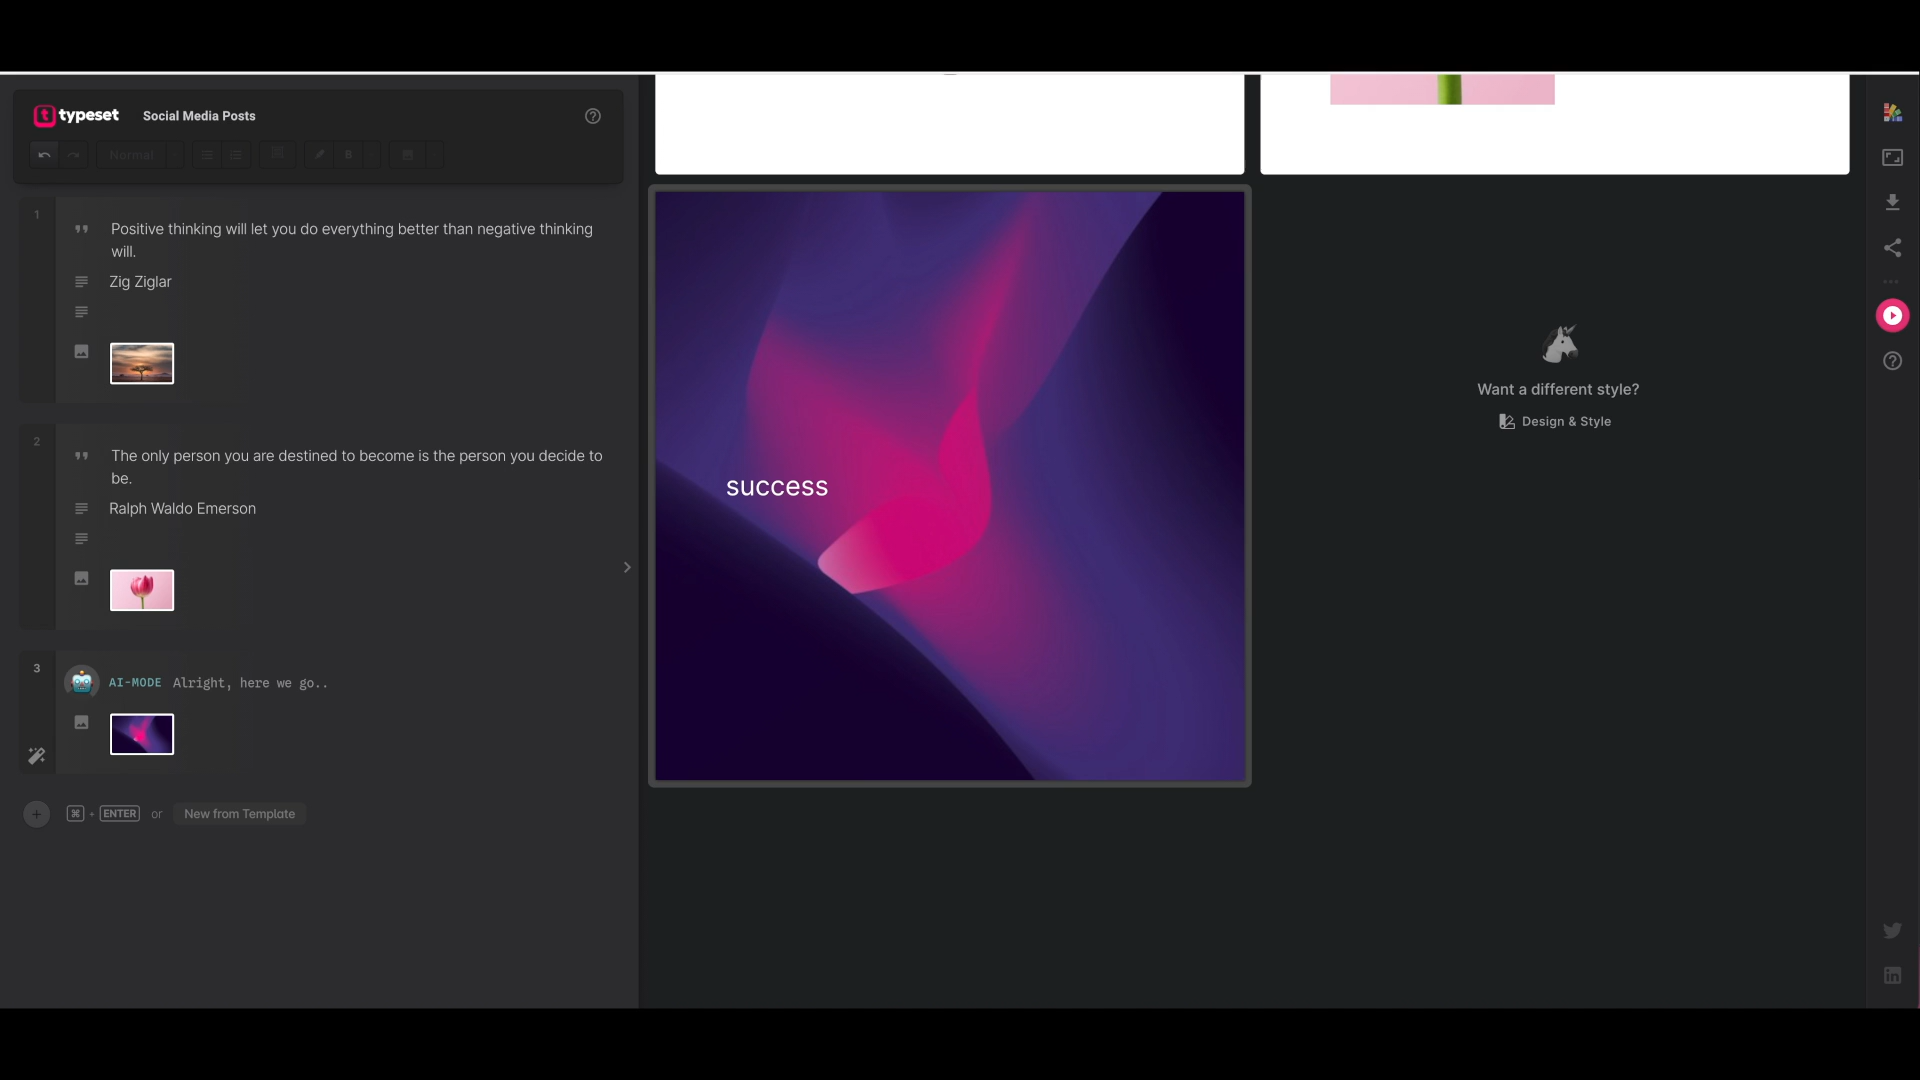 typeset
Social Media Posts
Normal
B
1
Positive thinking will let you do everything better than negative thinking
will.
Zig Ziglar
2
The only person you are destined to become is the person you decide to
be.
Ralph Waldo Emerson
3
AI-MODE Alright, here we go..
⌘ + ENTER or New from Template
success
Want a different style?
Design & Style